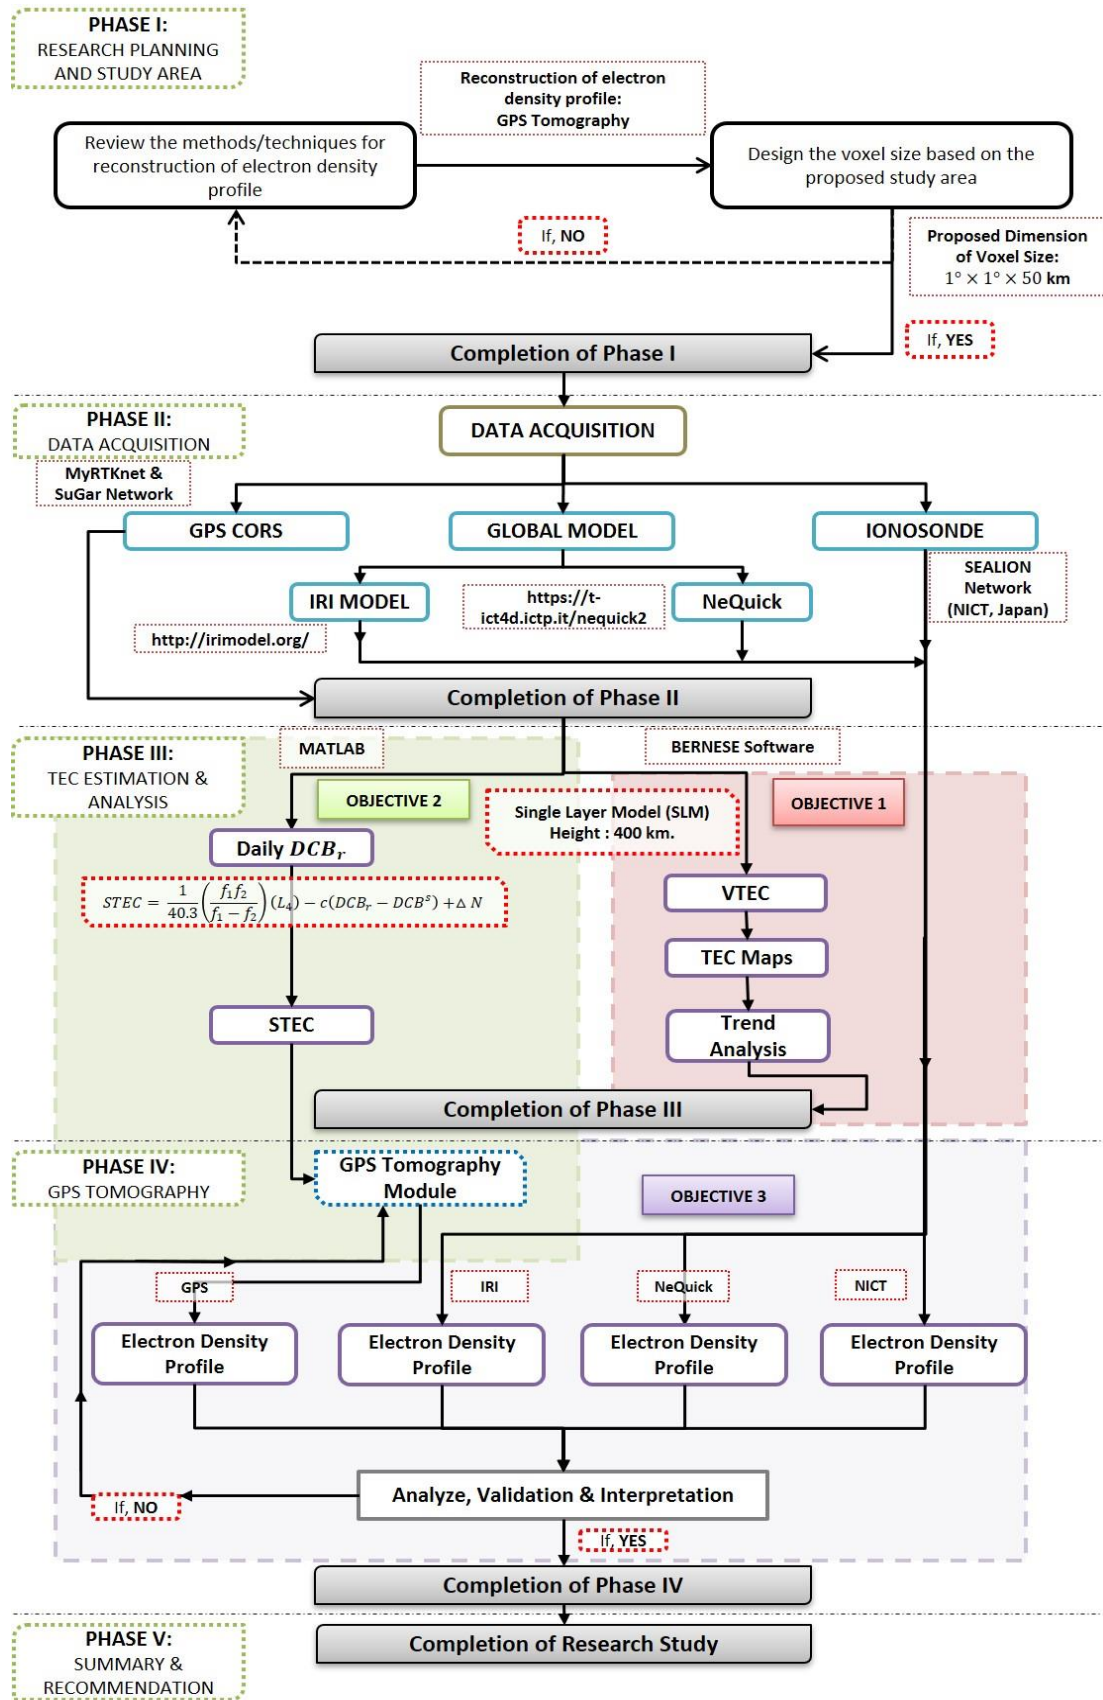 PHASE I:
RESEARCH PLANNING
AND STUDY AREA
Reconstruction of electron
density profile:
GPS Tomography
Review the methods/techniques for
reconstruction of electron density
profile
Design the voxel size based on the
proposed study area
If, NO
Proposed Dimension
of Voxel Size:
1° × 1° × 50 km
If, YES
Completion of Phase I
PHASE II:
DATA ACQUISITION
DATA ACQUISITION
MyRTKnet &
SuGar Network
GPS CORS
GLOBAL MODEL
IONOSONDE
SEALION
Network
(NICT, Japan)
IRI MODEL
https://t-
ict4d.ictp.it/nequick2
NeQuick
http://irimodel.org/
Completion of Phase II
PHASE III:
TEC ESTIMATION &
ANALYSIS
MATLAB
BERNESE Software
OBJECTIVE 2
Single Layer Model (SLM)
Height : 400 km.
OBJECTIVE 1
Daily DCB_r
STEC = 1/40.3 (f₁f₂/f₁ − f₂) (L₄) − c(DCB_r − DCB^s) + △ N
VTEC
TEC Maps
STEC
Trend
Analysis
Completion of Phase III
PHASE IV:
GPS TOMOGRAPHY
GPS Tomography
Module
OBJECTIVE 3
GPS
IRI
NeQuick
NICT
Electron Density
Profile
Electron Density
Profile
Electron Density
Profile
Electron Density
Profile
Analyze, Validation & Interpretation
If, NO
If, YES
Completion of Phase IV
PHASE V:
SUMMARY &
RECOMMENDATION
Completion of Research Study